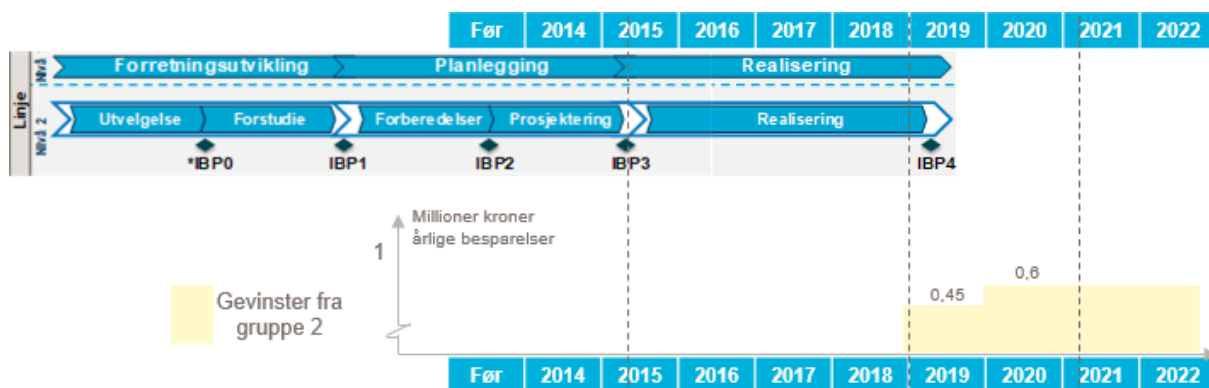 Før 2014 2015 2016 2017 2018 2019 2020 2021 2022
Linje
Nivå
Forretningsutvikling Planlegging Realisering
Nivå 2
Utvelgelse Forstudie Forberedelser Prosjektering Realisering
*IBP0 IBP1 IBP2 IBP3 IBP4
Millioner kroner
årlige besparelser
1
Gevinster fra
gruppe 2
0,45
0,6
Før 2014 2015 2016 2017 2018 2019 2020 2021 2022